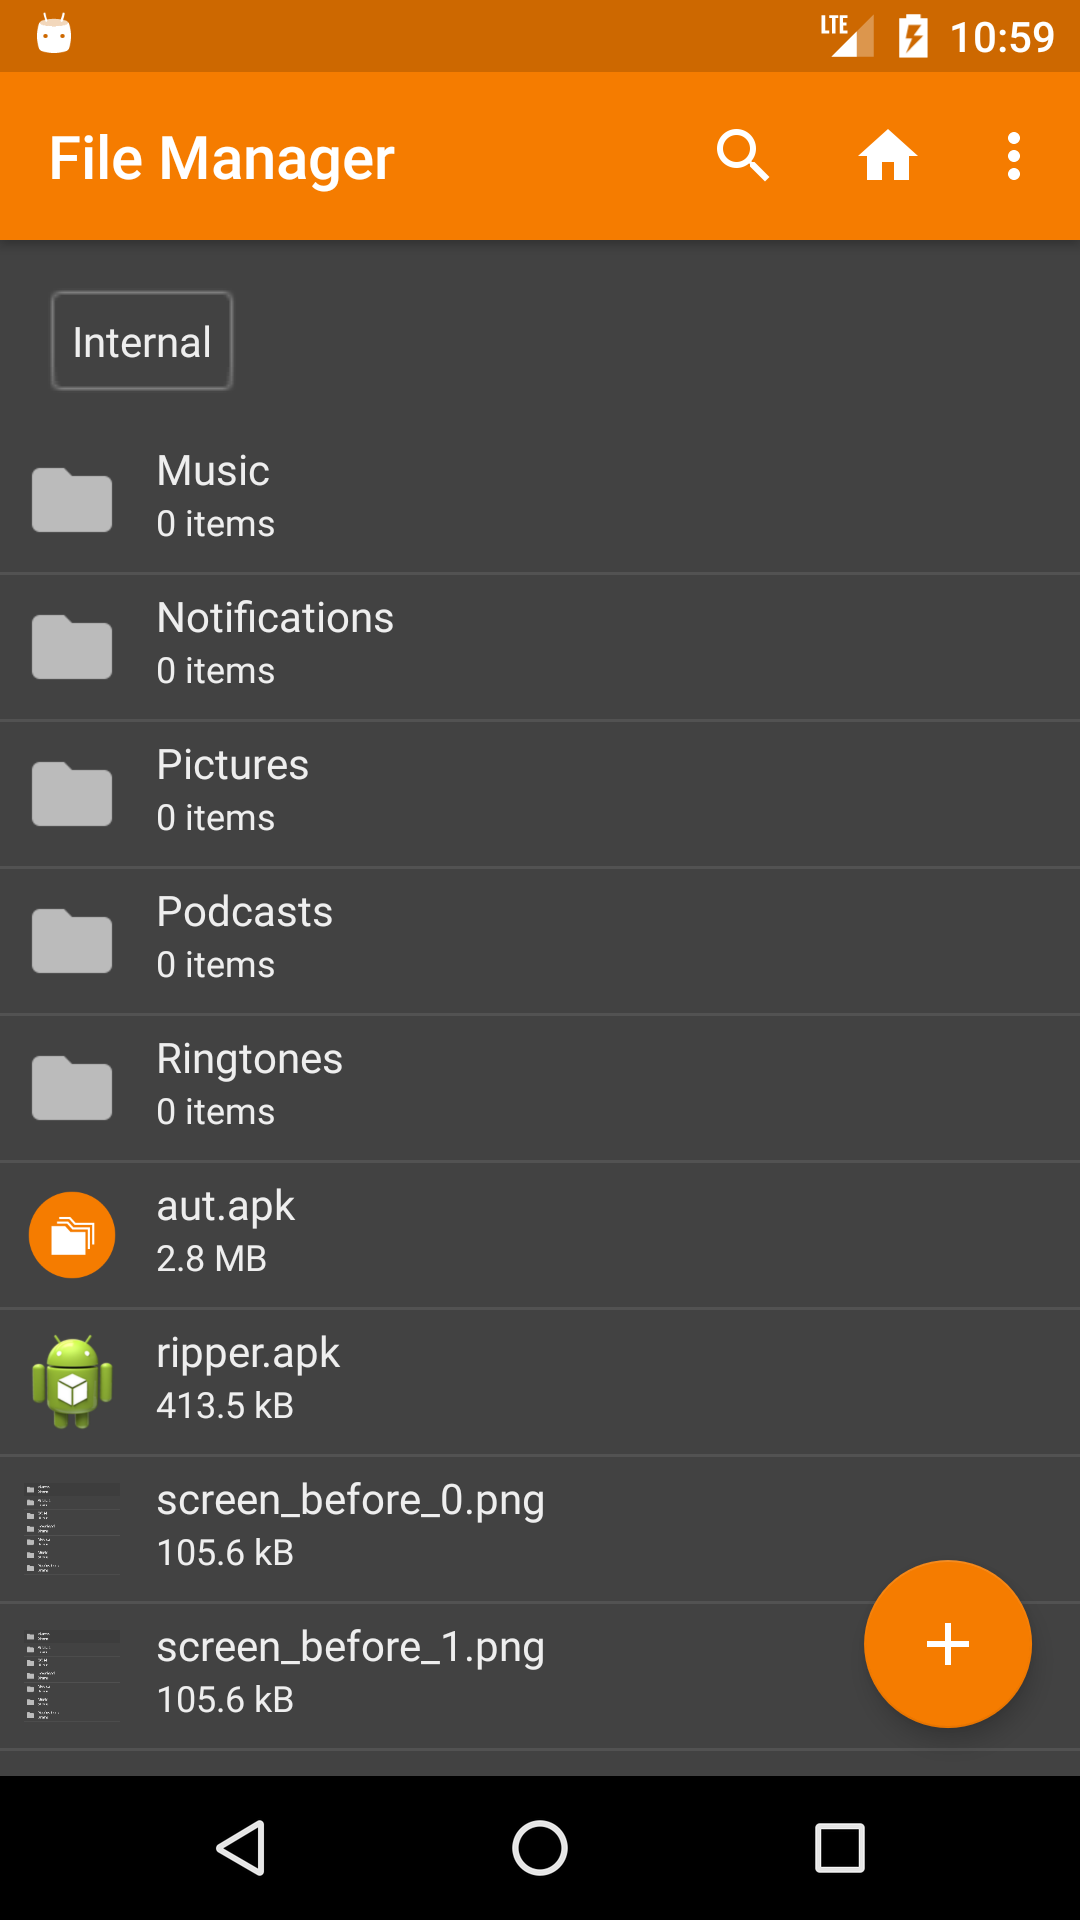 LTE 10:59
File Manager
Internal
Music
0 items
Notifications
0 items
Pictures
0 items
Podcasts
0 items
Ringtones
0 items
aut.apk
2.8 MB
ripper.apk
413.5 kB
screen_before_0.png
105.6 kB
screen_before_1.png
105.6 kB